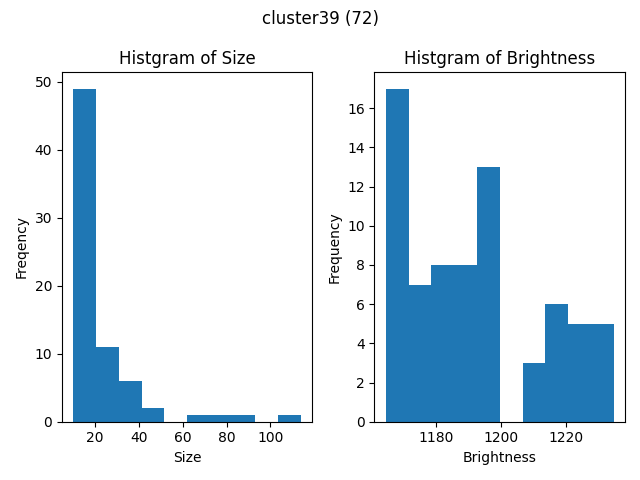 cluster39 (72)
Histgram of Size
Histgram of Brightness
50
40
30
20
10
0
Freqency
20 40 60 80 100
Size
16
14
12
10
8
6
4
2
0
Frequency
1180 1200 1220
Brightness